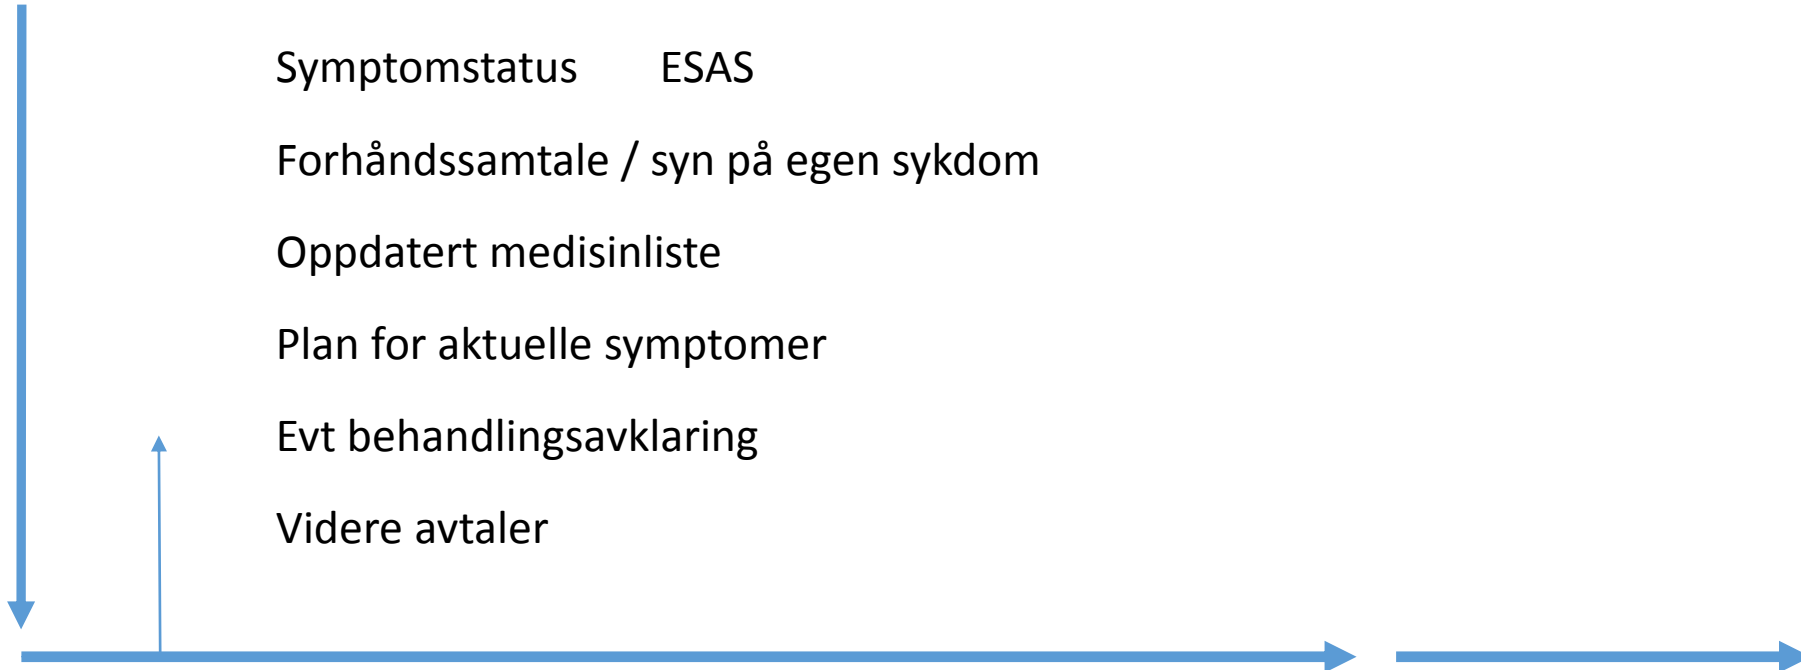 Symptomstatus ESAS
Forhåndssamtale / syn på egen sykdom
Oppdatert medisinliste
Plan for aktuelle symptomer
Evt behandlingsavklaring
Videre avtaler